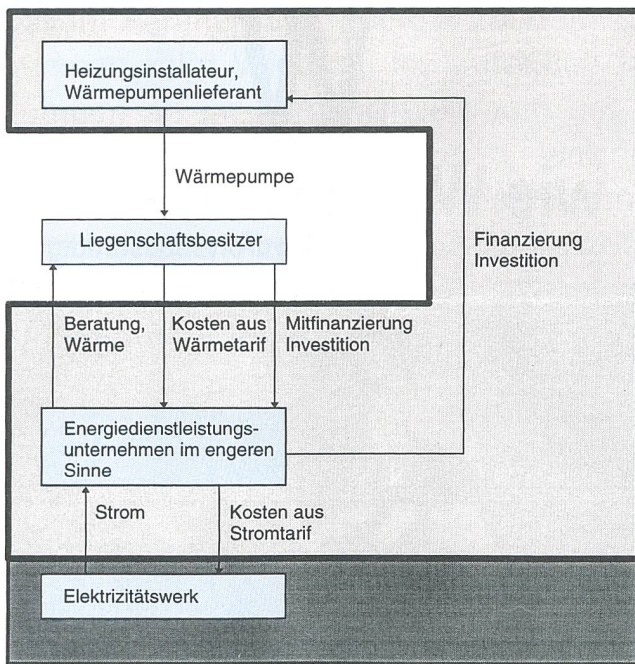 Heizungsinstallateur,
Wärmepumpenlieferant
Wärmepumpe
Liegenschaftsbesitzer
Finanzierung
Investition
Beratung,
Wärme
Kosten aus
Wärmetarif
Mitfinanzierung
Investition
Energiedienstleistungs-
unternehmen im engeren
Sinne
Strom
Kosten aus
Stromtarif
Elektrizitätswerk